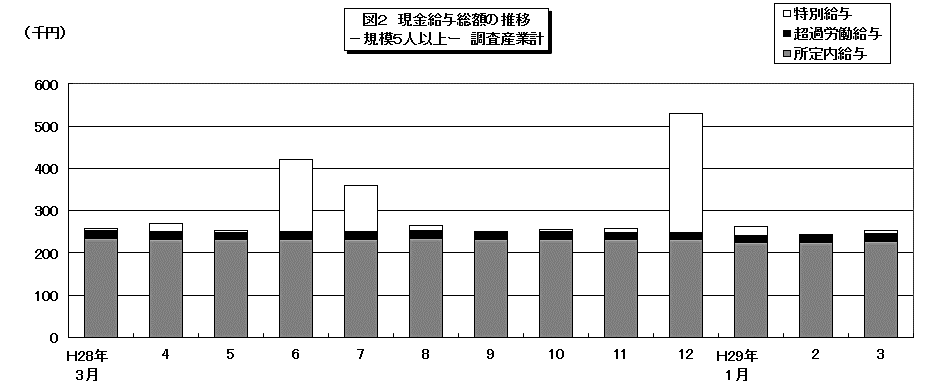 図２ 現金給与総額の推移
－規模５人以上－ 調査産業計
（千円）
□特別給与
■超過労働給与
■所定内給与
600
500
400
300
200
100
0
H28年
３月
4
5
6
7
8
9
10
11
12
H29年
１月
2
3